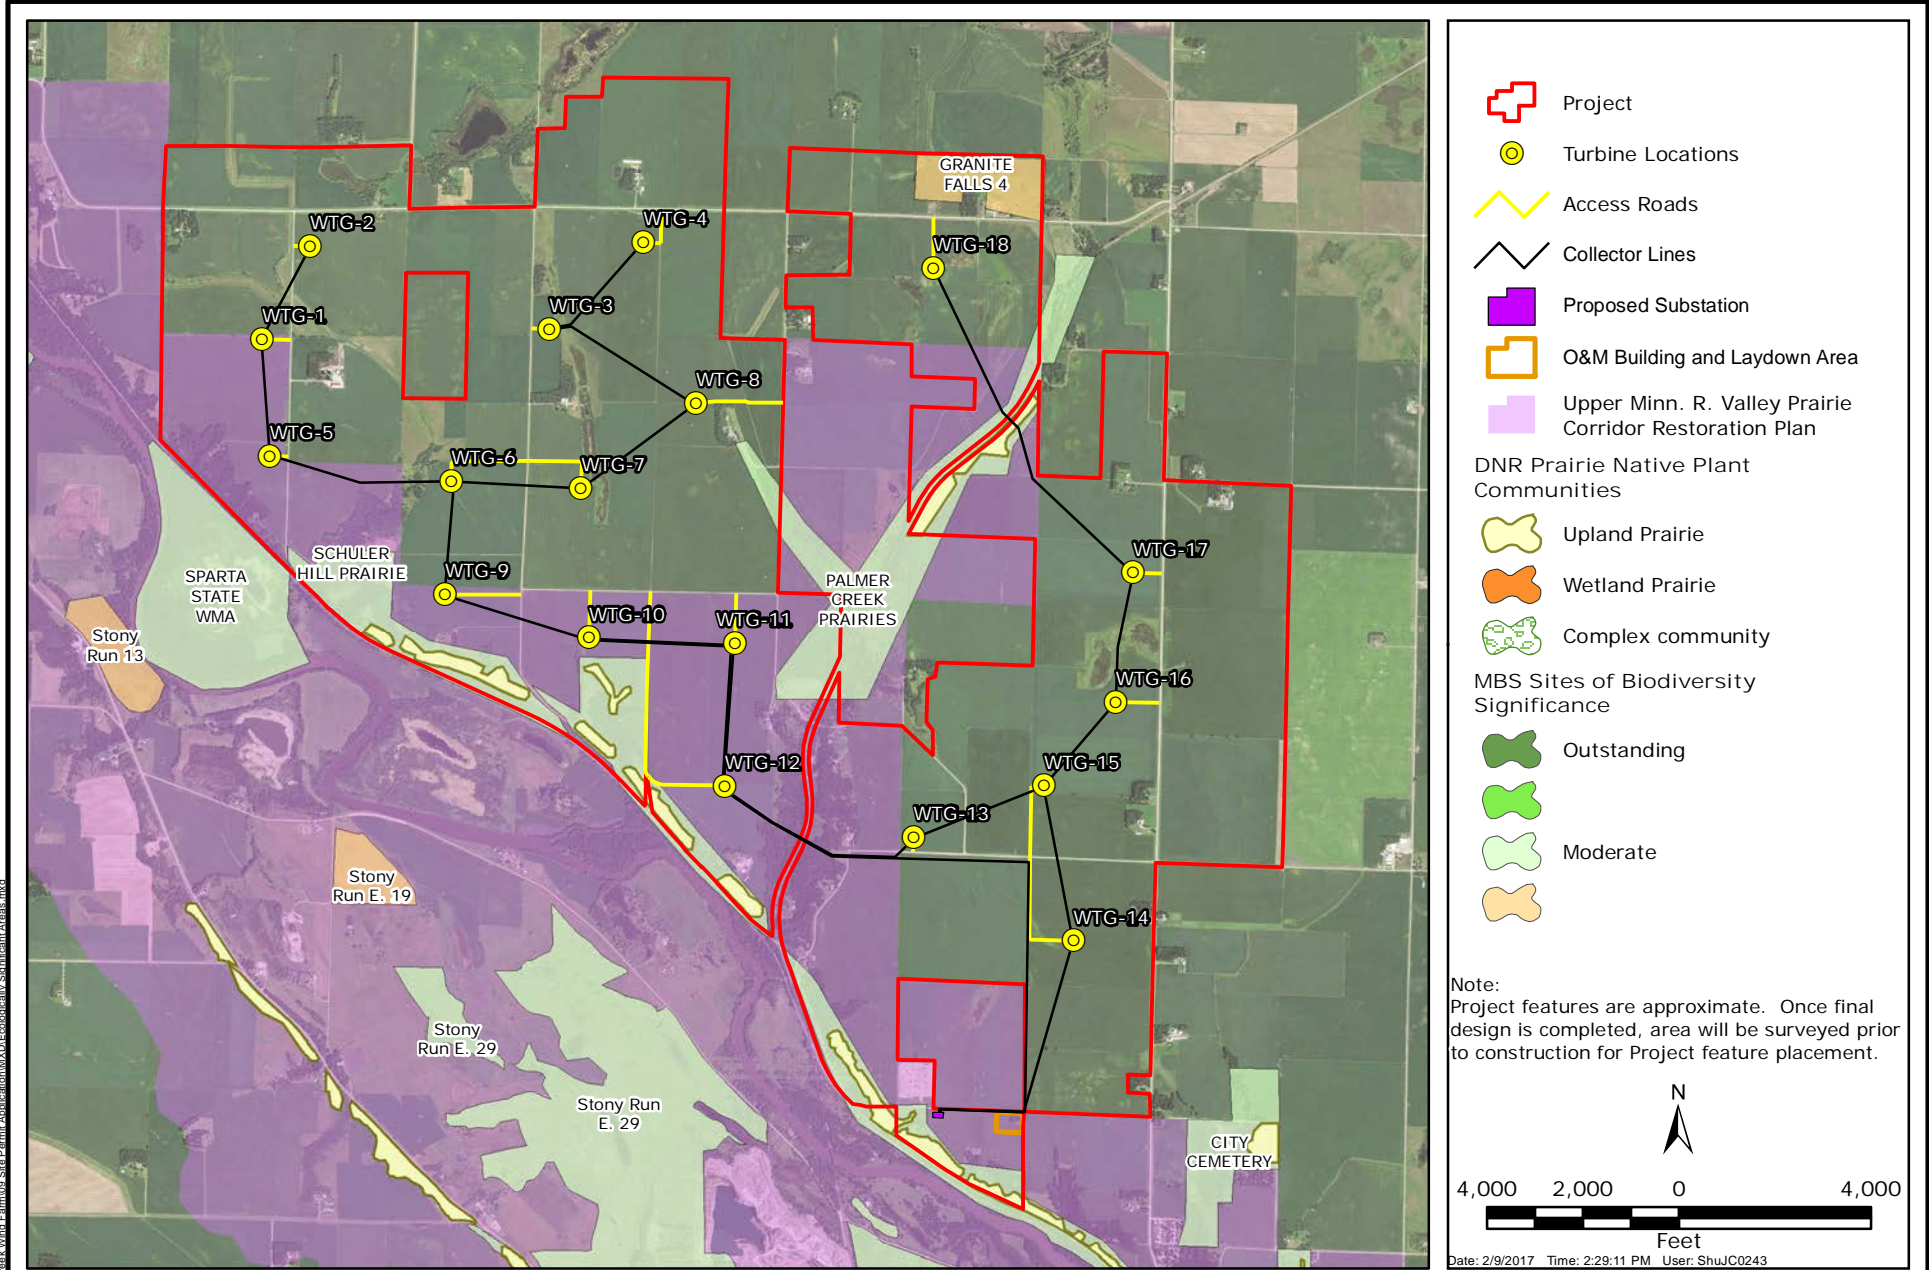 GRANITE
FALLS 4
WTG-2
WTG-4
WTG-18
WTG-3
WTG-1
WTG-8
WTG-5
WTG-6
WTG-7
SCHULER
HILL PRAIRIE
WTG-9
WTG-17
SPARTA
STATE
WMA
PALMER
CREEK
PRAIRIES
Stony
Run 13
WTG-10
WTG-11
WTG-16
WTG-12
WTG-15
WTG-13
Stony
Run E. 19
WTG-14
Stony
Run E. 29
Stony Run
E. 29
CITY
CEMETERY
Project
Turbine Locations
Access Roads
Collector Lines
Proposed Substation
O&M Building and Laydown Area
Upper Minn. R. Valley Prairie
Corridor Restoration Plan
DNR Prairie Native Plant
Communities
Upland Prairie
Wetland Prairie
Complex community
MBS Sites of Biodiversity
Significance
Outstanding
Moderate
Note:
Project features are approximate. Once final
design is completed, area will be surveyed prior
to construction for Project feature placement.
N
4,000 2,000 0 4,000
Feet
Date: 2/9/2017 Time: 2:29:11 PM User: ShuJC0243